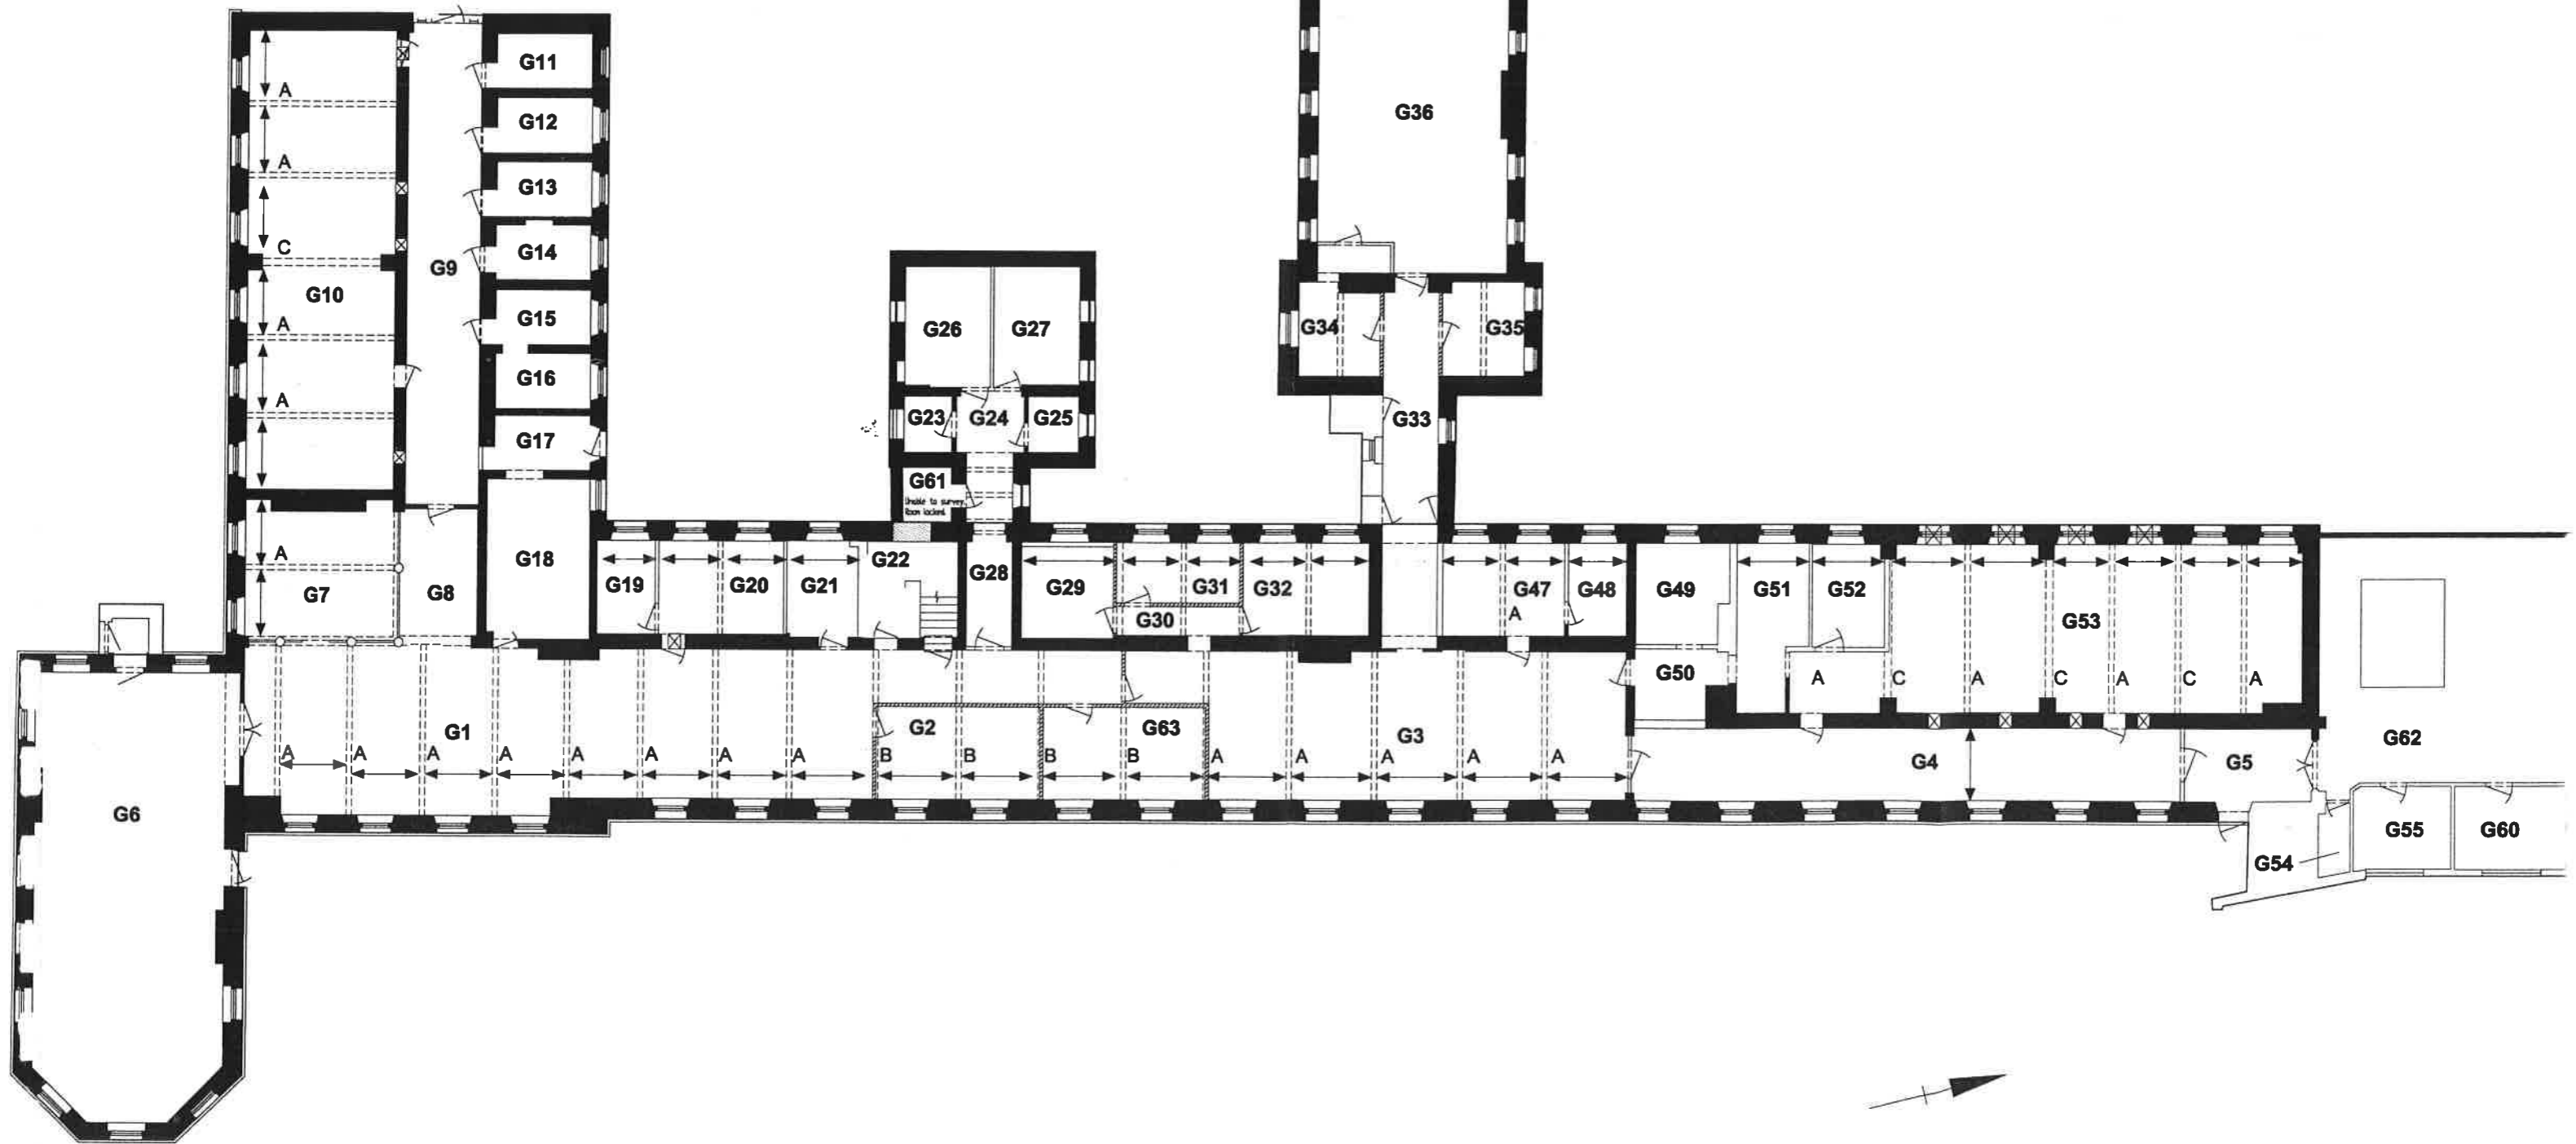 G11
G36
A
G12
A
G13
C
G14
G9
G10
G15
A
G26
G27
G34
G35
G16
A
G23
G24
G25
G33
G17
G61
Unable to survey.
Room locked.
A
G18
G22
G7
G8
G19
G20
G21
G28
G29
G31
G32
G47
G48
G49
G51
G52
G30
A
G53
G50
A
C
A
C
A
C
A
G1
G2
G63
G3
G62
A
A
A
A
A
A
A
A
B
B
B
B
A
A
A
A
A
G4
G5
G6
G55
G60
G54